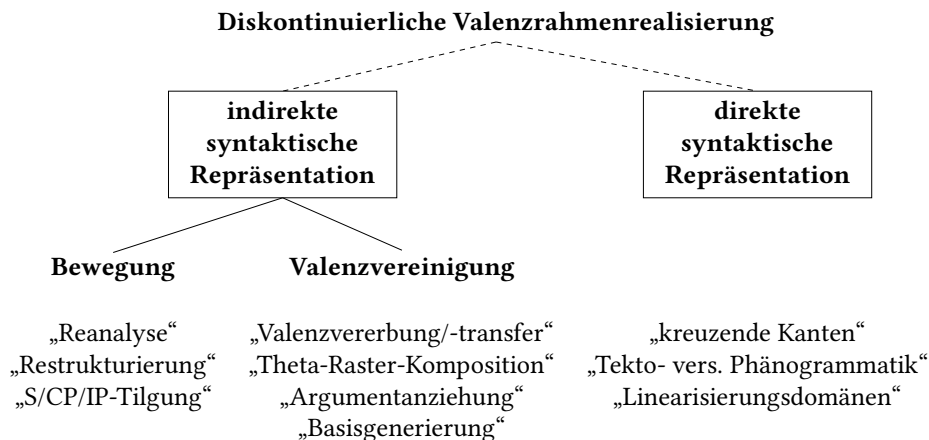 Diskontinuierliche Valenzrahmenrealisierung
indirekte
syntaktische
Repräsentation
direkte
syntaktische
Repräsentation
Bewegung
Valenzvereinigung
„Reanalyse“
„Restrukturierung“
„S/CP/IP-Tilgung“
„Valenzvererbung/-transfer“
„Theta-Raster-Komposition“
„Argumentanziehung“
„Basisgenerierung“
„kreuzende Kanten“
„Tekto- vers. Phänogrammatik“
„Linearisierungsdomänen“